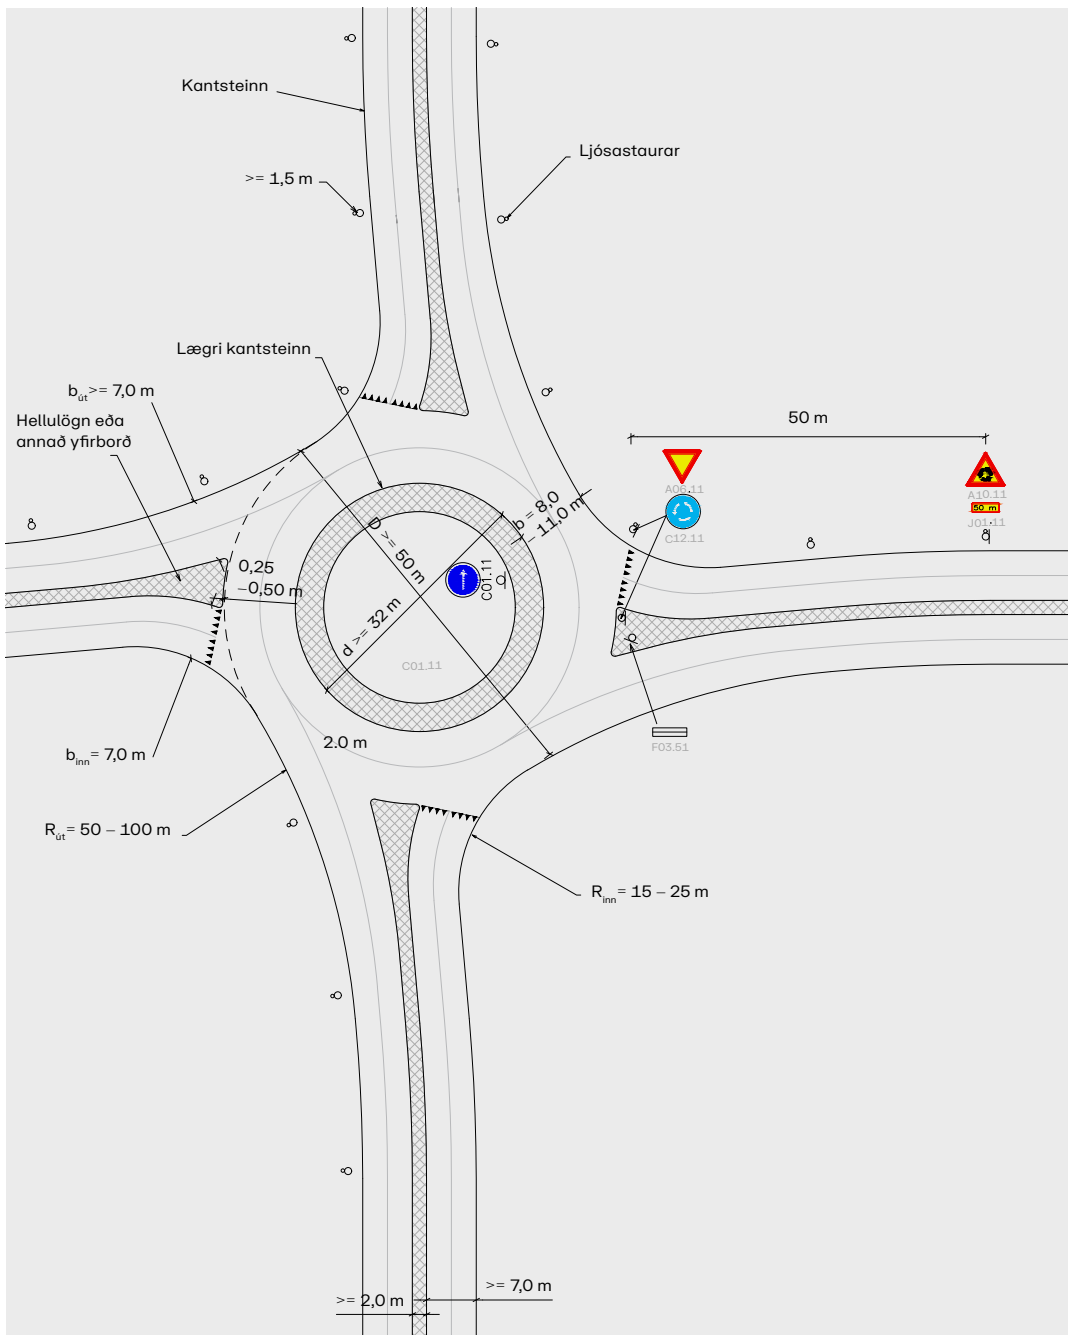 Kantsteinn
Ljósastaurar
>= 1,5 m
Lægri kantsteinn
b út >= 7,0 m
Hellulögn eða
annað yfirborð
50 m
A06.11
A10.11
50 m
J01.11
C12.11
b = 8,0
– 11,0 m
D >= 50 m
0,25
–0,50 m
C01.11
d >= 32 m
C01.11
2.0 m
F03.51
b inn = 7,0 m
R út = 50 – 100 m
R inn = 15 – 25 m
>= 7,0 m
>= 2,0 m